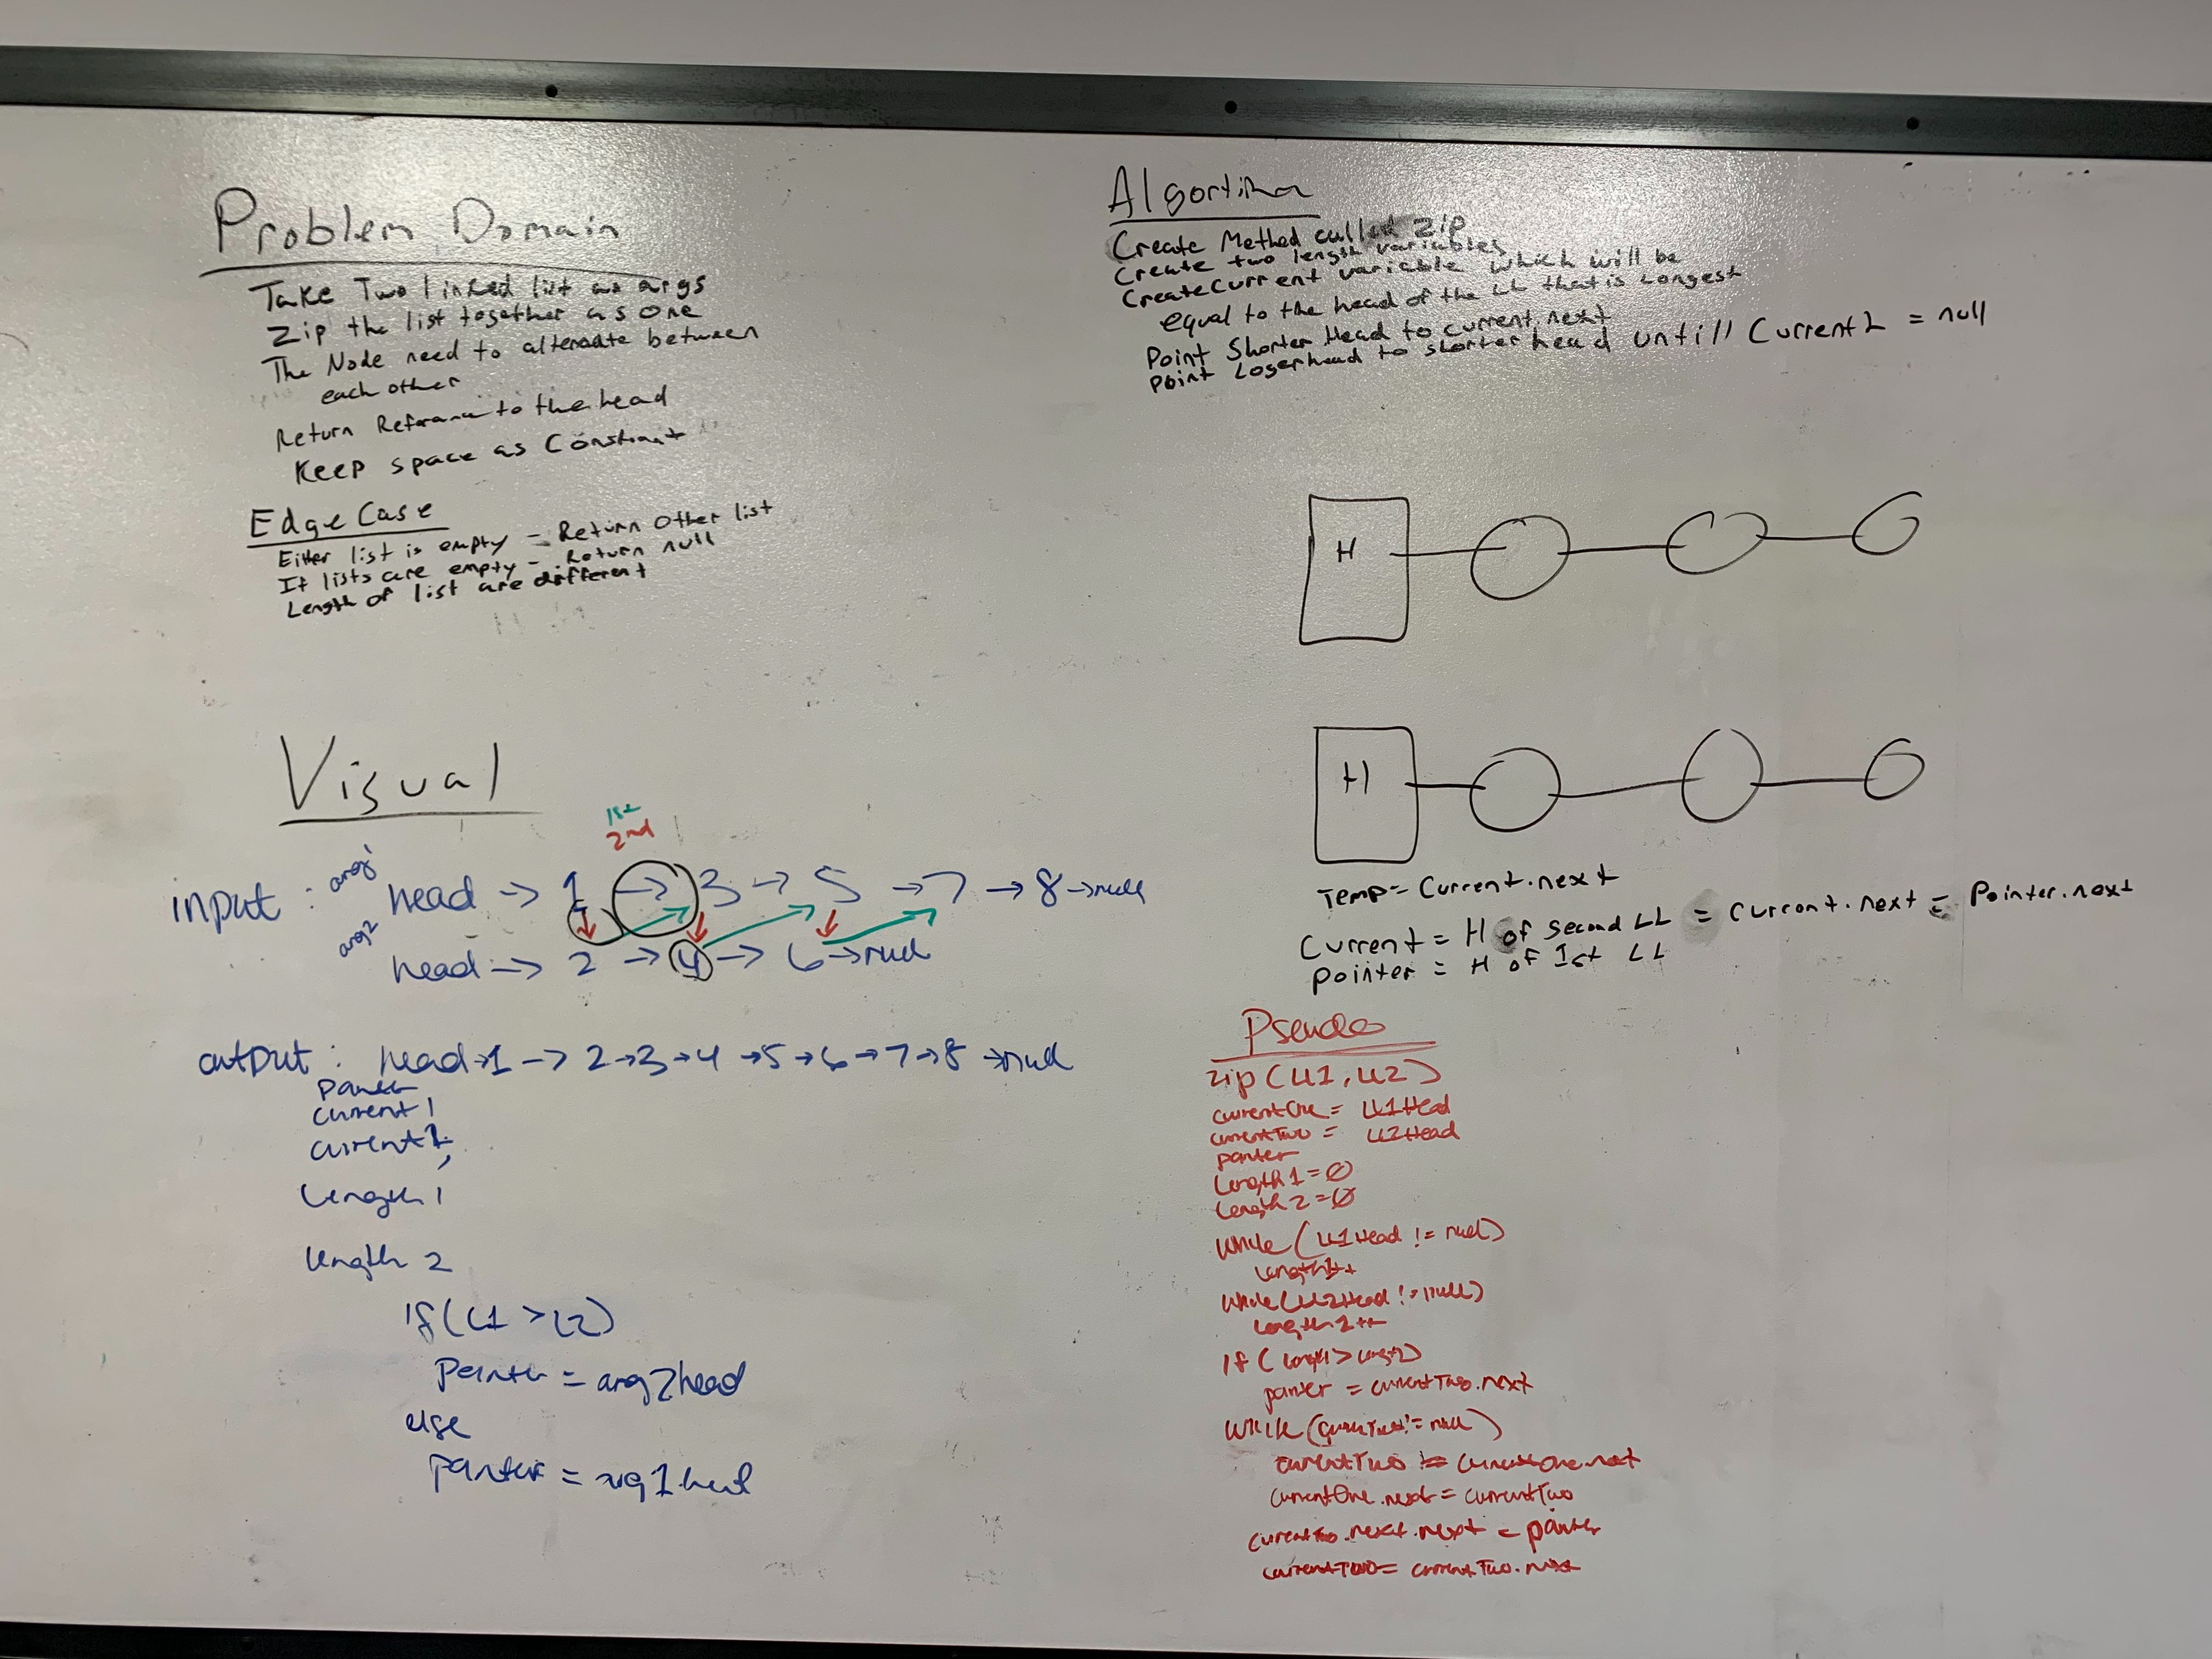 Problem Domain
Take Two linked list as args
Zip the list together as one
The Node need to alternate between
each other
Return Referance to the head
Keep space as Constant
Edge Case
Either list is empty - Return Other list
If lists are empty - Return null
Length of list are different
Visual
1st
2nd
input : arg1 head -> 1 -> 3 -> 5 -> 7 -> 8 -> null
arg2 head -> 2 -> 4 -> 6 -> null
output : head -> 1 -> 2 -> 3 -> 4 -> 5 -> 6 -> 7 -> 8 -> null
pointer
current 1
current 2
length 1
length 2
if (L1 > L2)
pointer = arg2head
else
pointer = arg1head
Algorithm
Create Method called zip
Create two length variables
Create Current variable which will be
equal to the head of the LL that is longest
Point Shorter Head to current.next
Point Loger head to shorter head untill Current 2 = null
H
H
Temp = Current.next
Current = H of second LL = Current.next = Pointer.next
Pointer = H of 1st LL
Pseudo
zip (LL1, LL2)
currentOne = LL1Head
currentTwo = LL2Head
pointer
Length 1 = 0
Length 2 = 0
while (LL1Head != null)
Length1++
while (LL2Head != null)
Length 2++
if (Length1 > Length2)
pointer = currentTwo.next
while (currentTwo != null)
currentTwo = currentOne.next
currentOne.next = currentTwo
currentTwo.next.next = pointer
currentTwo = currentTwo.next